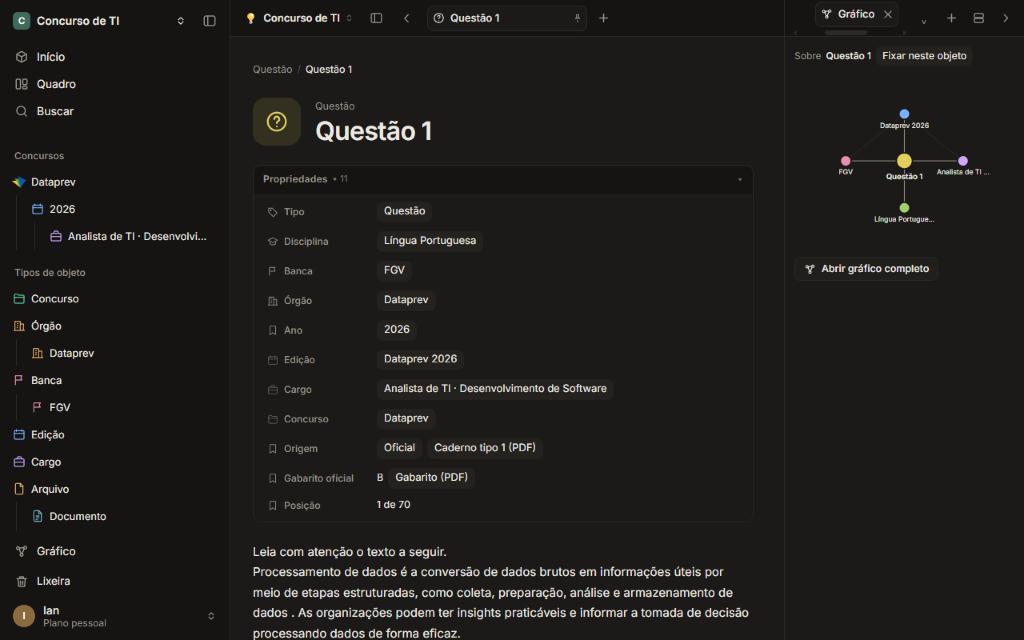 C Concurso de TI
Início
Quadro
Buscar
Concursos
Dataprev
2026
Analista de TI · Desenvolvi...
Tipos de objeto
Concurso
Órgão
Dataprev
Banca
FGV
Edição
Cargo
Arquivo
Documento
Gráfico
Lixeira
I
Ian
Plano pessoal
Concurso de TI
Questão 1
Questão / Questão 1
Questão
Questão 1
Propriedades • 11
Tipo Questão
Disciplina Língua Portuguesa
Banca FGV
Órgão Dataprev
Ano 2026
Edição Dataprev 2026
Cargo Analista de TI · Desenvolvimento de Software
Concurso Dataprev
Origem Oficial Caderno tipo 1 (PDF)
Gabarito oficial B Gabarito (PDF)
Posição 1 de 70
Leia com atenção o texto a seguir.
Processamento de dados é a conversão de dados brutos em informações úteis por
meio de etapas estruturadas, como coleta, preparação, análise e armazenamento de
dados . As organizações podem ter insights praticáveis e informar a tomada de decisão
processando dados de forma eficaz.
Gráfico
Sobre Questão 1 Fixar neste objeto
Dataprev 2026
FGV
Questão 1
Analista de TI ...
Língua Portugue...
Abrir gráfico completo